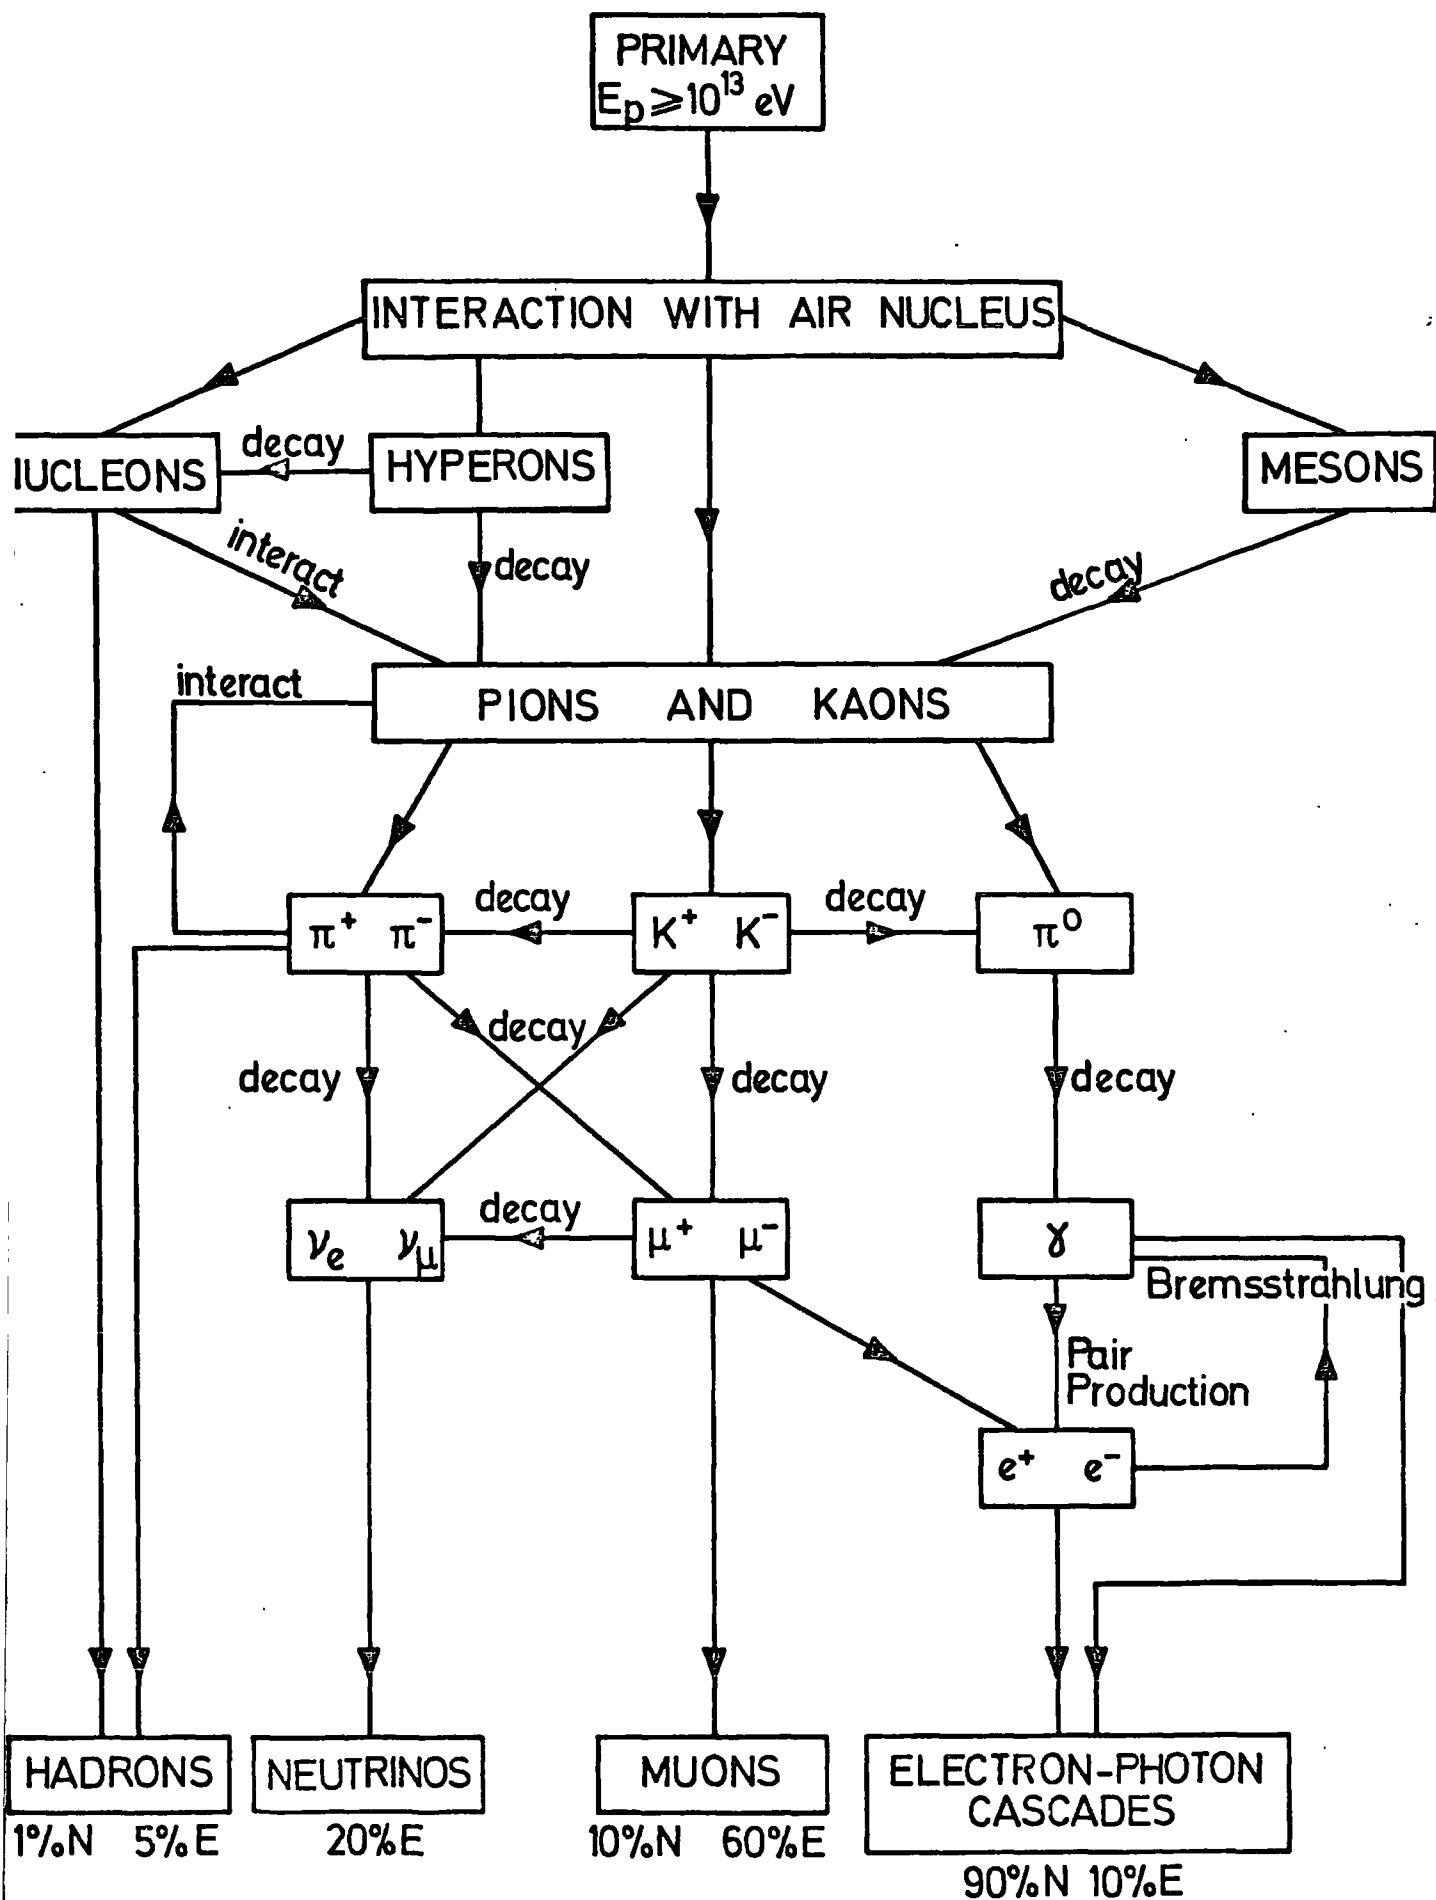 PRIMARY
Eₚ⩾10¹³ eV
INTERACTION WITH AIR NUCLEUS
decay
IUCLEONS
HYPERONS
MESONS
interact
decay
decay
interact
PIONS AND KAONS
decay
decay
π⁺ π⁻
K⁺ K⁻
π⁰
decay
decay
decay
decay
decay
νₑ ν_μ
μ⁺ μ⁻
γ
Bremsstrahlung
Pair
Production
e⁺ e⁻
HADRONS
NEUTRINOS
MUONS
ELECTRON-PHOTON
CASCADES
1%N 5%E
20%E
10%N 60%E
90%N 10%E